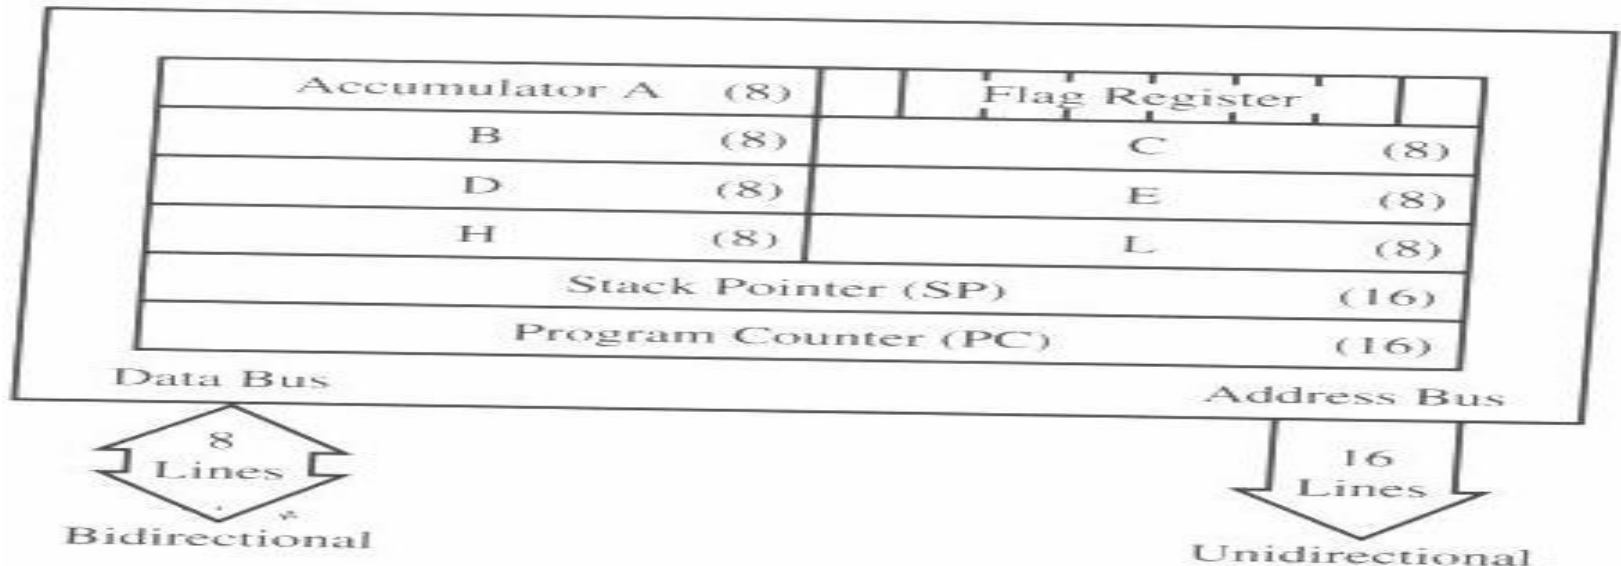 Accumulator A (8) Flag Register
B (8) C (8)
D (8) E (8)
H (8) L (8)
Stack Pointer (SP) (16)
Program Counter (PC) (16)
Data Bus Address Bus
8
Lines
16
Lines
Bidirectional
Unidirectional